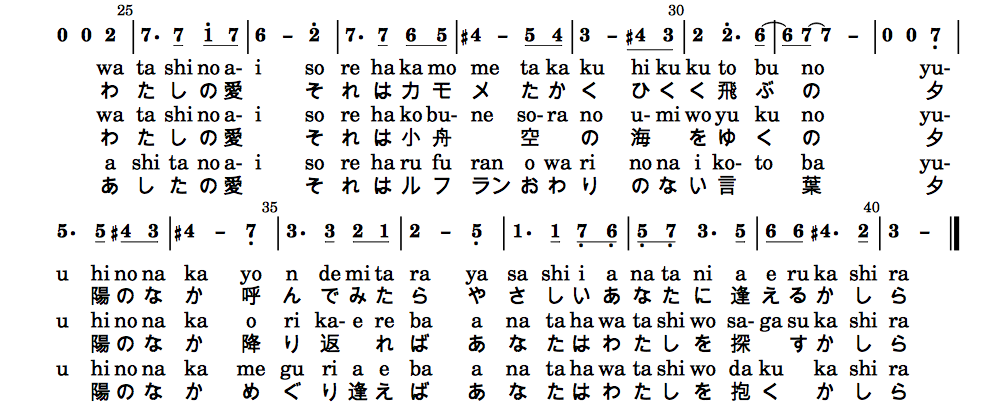 25 30
0 0 2 | 7. 7 1 7 | 6 – 2 | 7. 7 6 5 | ♯4 – 5 4 | 3 – ♯4 3 | 2 2. 6 | 6 7 7 – | 0 0 7 |
wa ta shi no a- i so re ha ka mo me ta ka ku hi ku ku to bu no yu-
わ た し の 愛 そ れ は カ モ メ た か く ひ く く 飛 ぶ の 夕
wa ta shi no a- i so re ha ko bu- ne so- ra no u- mi wo yu ku no yu-
わ た し の 愛 そ れ は 小 舟 空 の 海 を ゆ く の 夕
a shi ta no a- i so re ha ru fu ran o wa ri no na i ko- to ba yu-
あ し た の 愛 そ れ は ル フ ラン お わ り の な い 言 葉 夕
35 40
5. 5 ♯4 3 | ♯4 – 7 | 3. 3 2 1 | 2 – 5 | 1. 1 7 6 | 5 7 3. 5 | 6 6 ♯4. 2 | 3 –
u hi no na ka yo n de mi ta ra ya sa shi i a na ta ni a e ru ka shi ra
陽 の な か 呼 ん で み た ら や さ し い あ な た に 逢 え る か し ら
u hi no na ka o ri ka- e re ba a na ta ha wa ta shi wo sa- ga su ka shi ra
陽 の な か 降 り 返 れ ば あ な た は わ た し を 探 す か し ら
u hi no na ka me gu ri a e ba a na ta ha wa ta shi wo da ku ka shi ra
陽 の な か め ぐ り 逢 え ば あ な た は わ た し を 抱 く か し ら